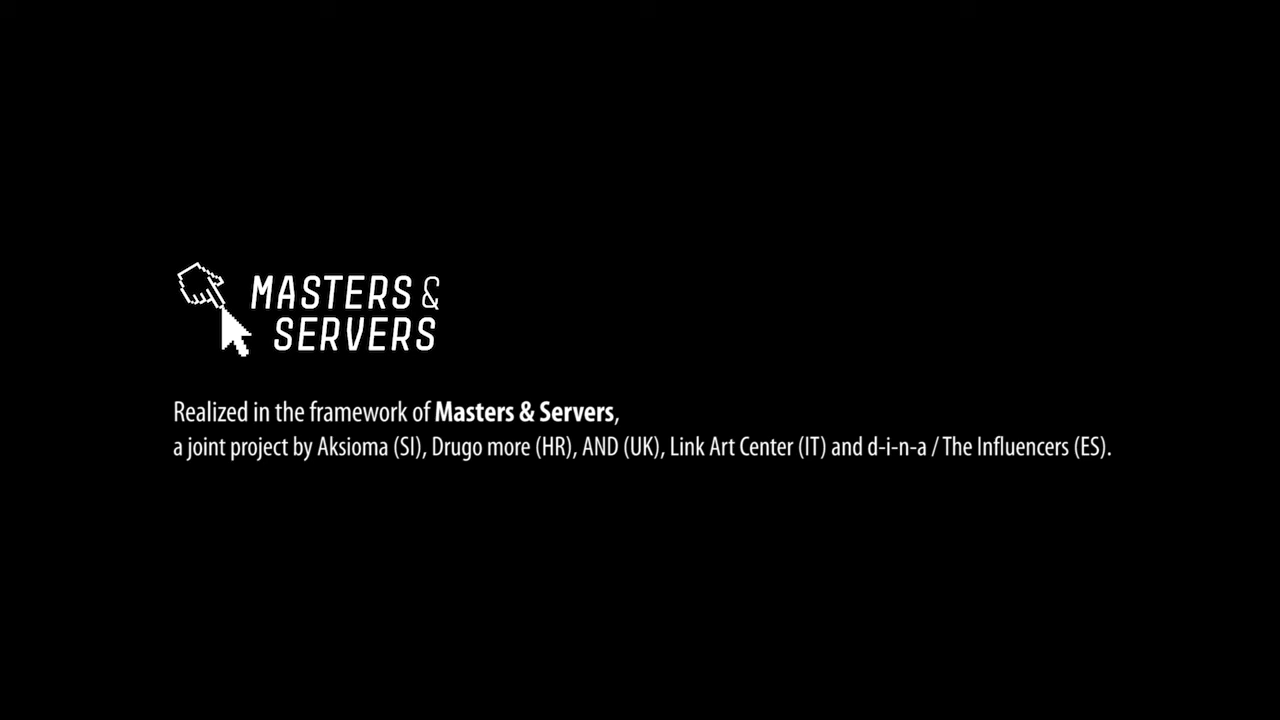 MASTERS &
SERVERS
Realized in the framework of Masters & Servers,
a joint project by Aksioma (SI), Drugo more (HR), AND (UK), Link Art Center (IT) and d-i-n-a / The Influencers (ES).